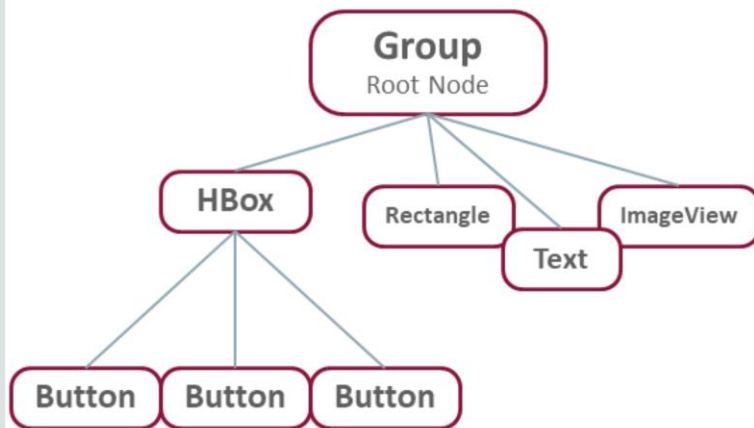 Group
Root Node
HBox
Rectangle
ImageView
Text
Button
Button
Button